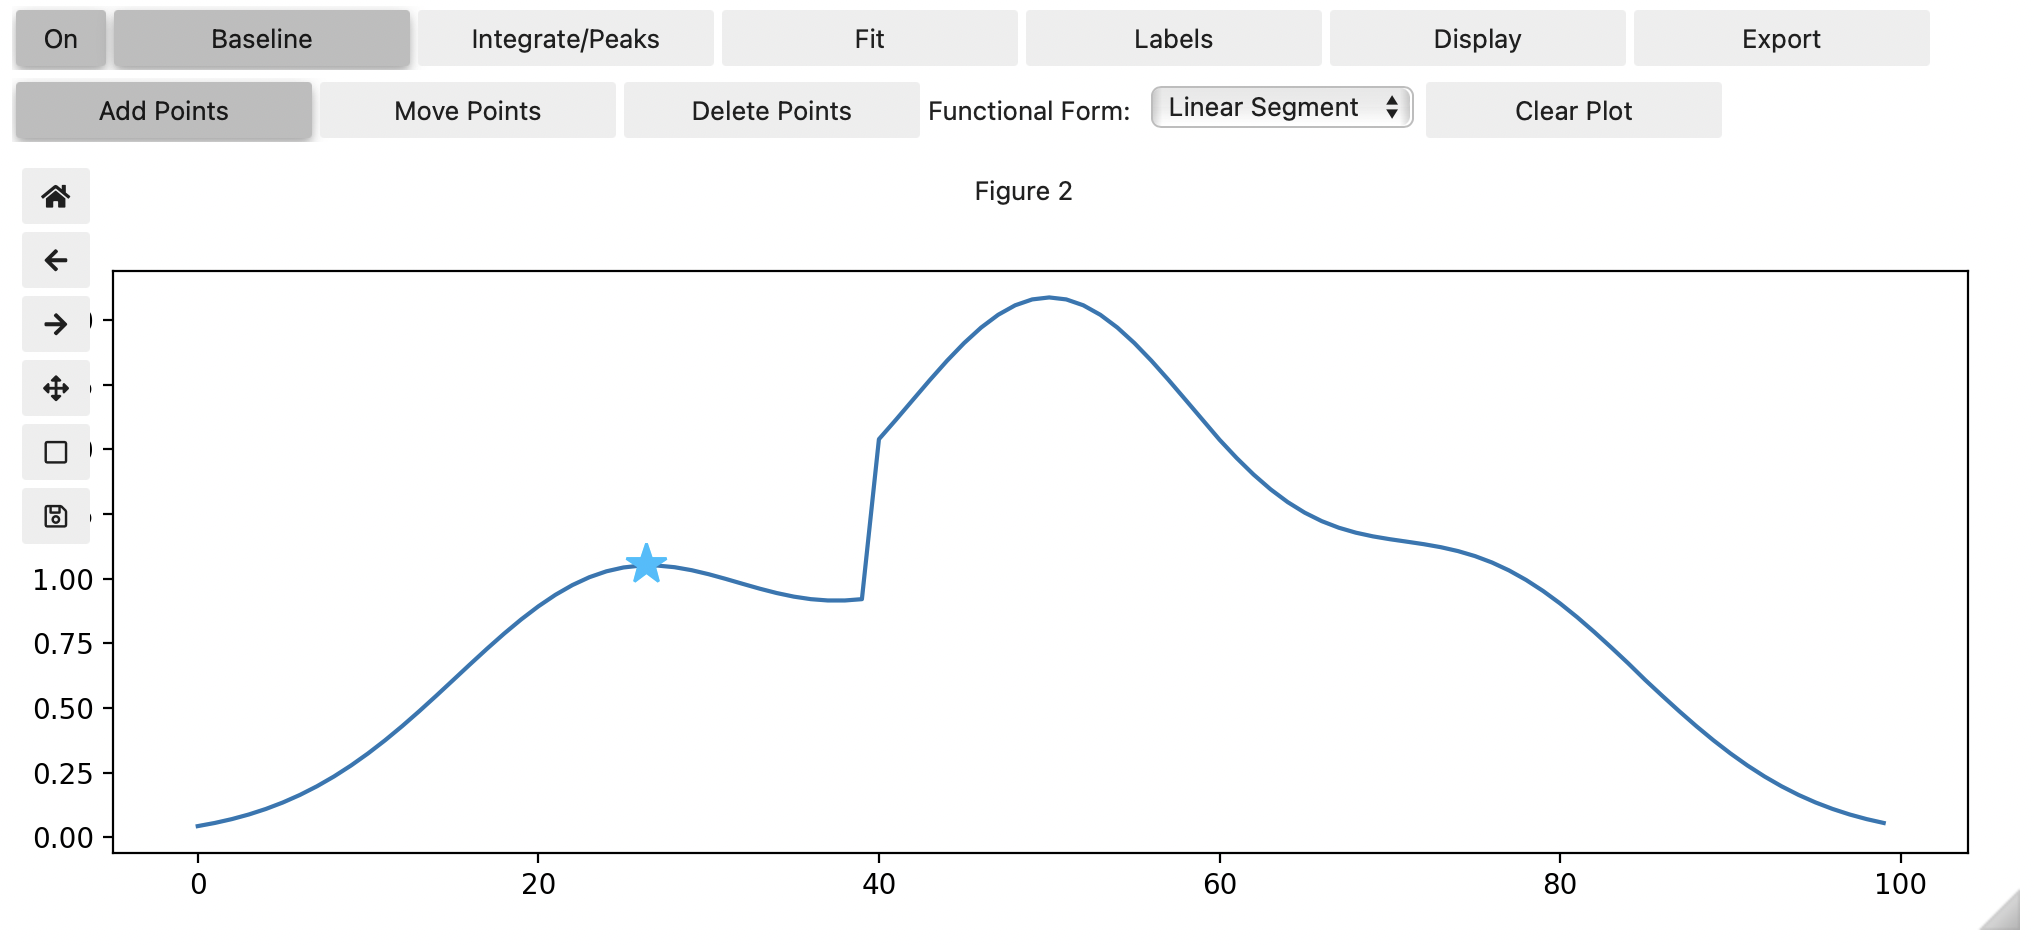 On Baseline Integrate/Peaks Fit Labels Display Export
Add Points Move Points Delete Points Functional Form: Linear Segment Clear Plot
Figure 2
1.00
0.75
0.50
0.25
0.00
0 20 40 60 80 100